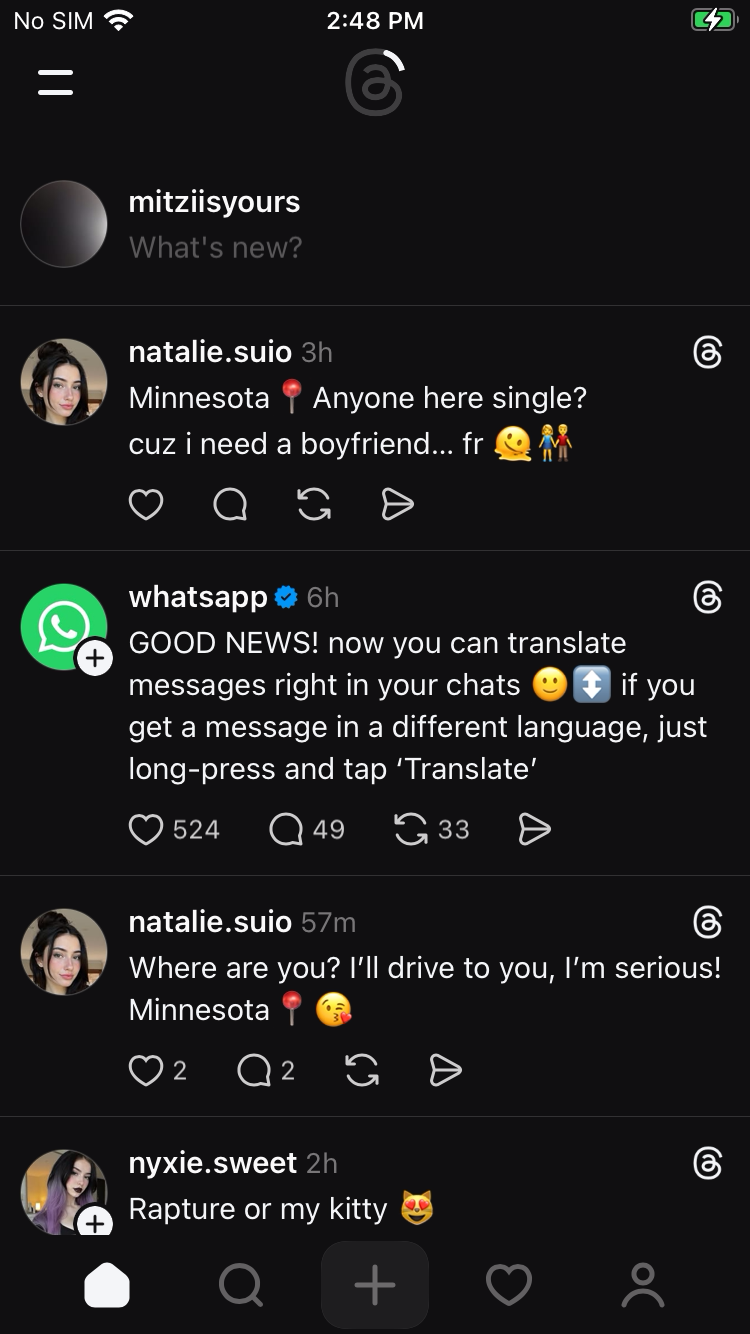 No SIM 2:48 PM
mitziisyours
What's new?
natalie.suio 3h
Minnesota📍Anyone here single?
cuz i need a boyfriend... fr 🫠👫
whatsapp 6h
GOOD NEWS! now you can translate
messages right in your chats 🙂↕️ if you
get a message in a different language, just
long-press and tap ‘Translate’
524 49 33
natalie.suio 57m
Where are you? I’ll drive to you, I’m serious!
Minnesota📍😘
2 2
nyxie.sweet 2h
Rapture or my kitty 😻